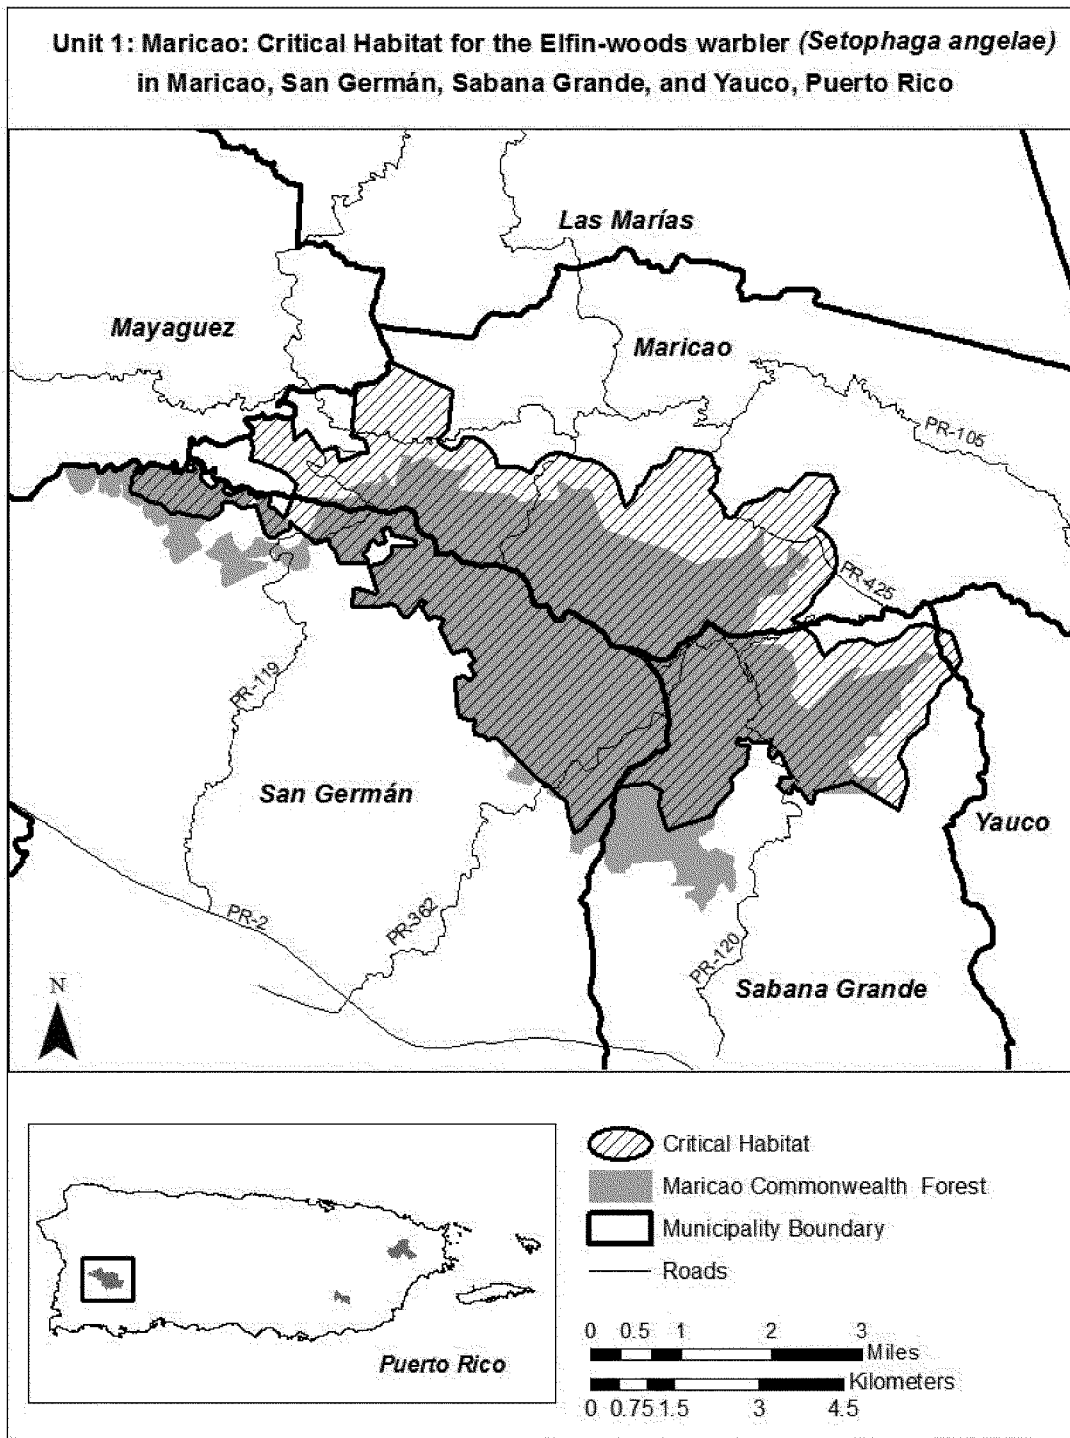 Unit 1: Maricao: Critical Habitat for the Elfin-woods warbler (Setophaga angelae)
in Maricao, San Germán, Sabana Grande, and Yauco, Puerto Rico
Las Marías
Mayaguez
Maricao
PR-105
PR-425
PR-119
San Germán
Yauco
PR-2
PR-362
PR-120
Sabana Grande
N
Critical Habitat
Maricao Commonwealth Forest
Municipality Boundary
Roads
0 0.5 1 2 3
Miles
Kilometers
0 0.75 1.5 3 4.5
Puerto Rico